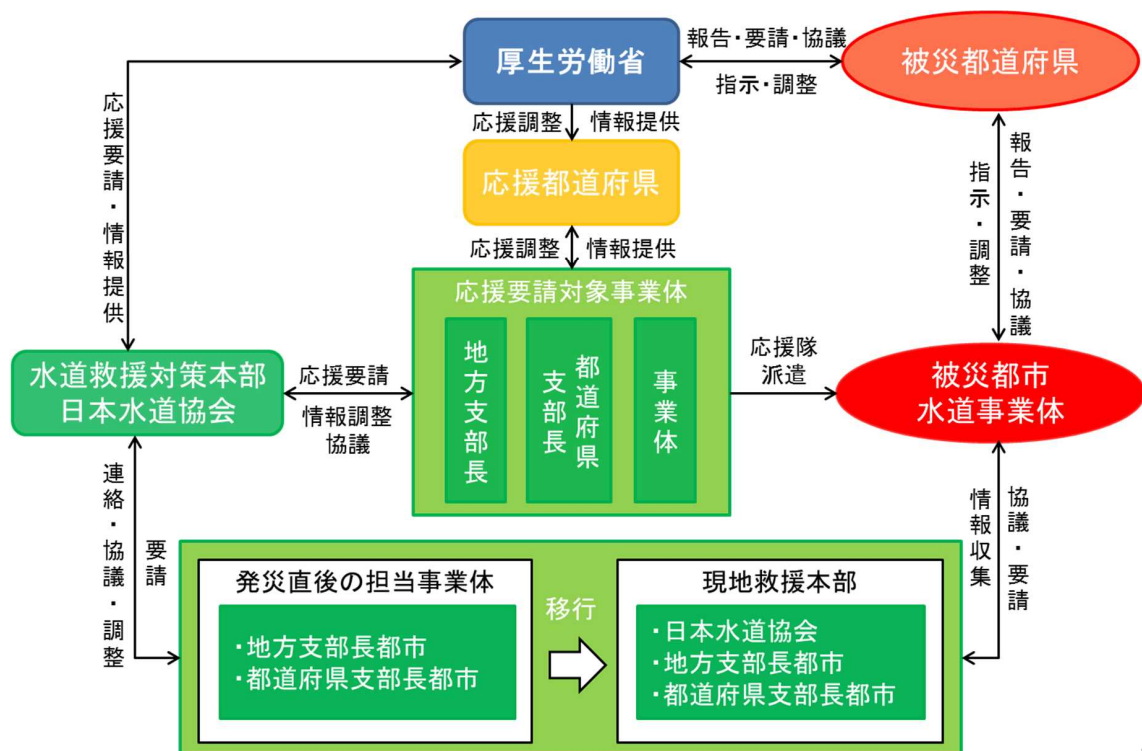 厚生労働省
報告・要請・協議
指示・調整
被災都道府県
応援要請・情報提供
応援調整
情報提供
応援都道府県
応援調整
情報提供
指示・調整
報告・要請・協議
応援要請対象事業体
地方支部長
都道府県
支部長
事業体
水道救援対策本部
日本水道協会
応援要請
情報調整
協議
応援隊
派遣
被災都市
水道事業体
連絡・協議・調整
要請
情報収集
協議・要請
発災直後の担当事業体
・地方支部長都市
・都道府県支部長都市
移行
現地救援本部
・日本水道協会
・地方支部長都市
・都道府県支部長都市